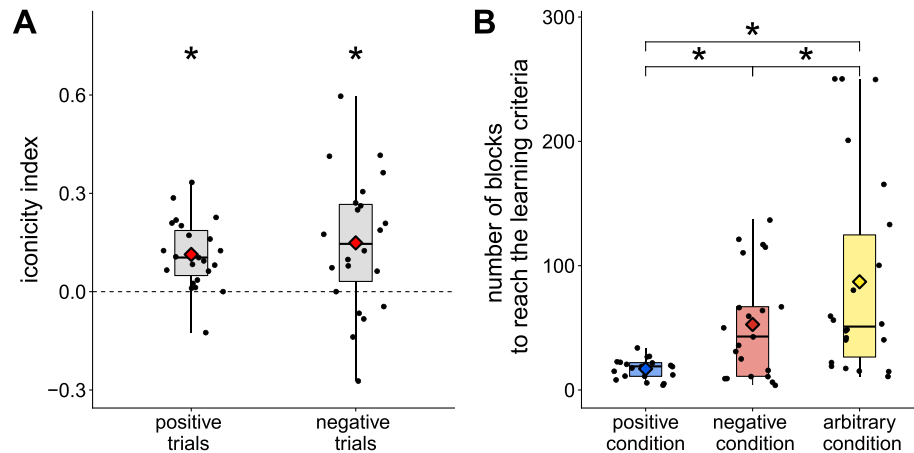 A
*
*
iconicity index
0.6
0.3
0.0
−0.3
positive
trials
negative
trials
B
*
*
*
number of blocks
to reach the learning criteria
300
200
100
0
positive
condition
negative
condition
arbitrary
condition